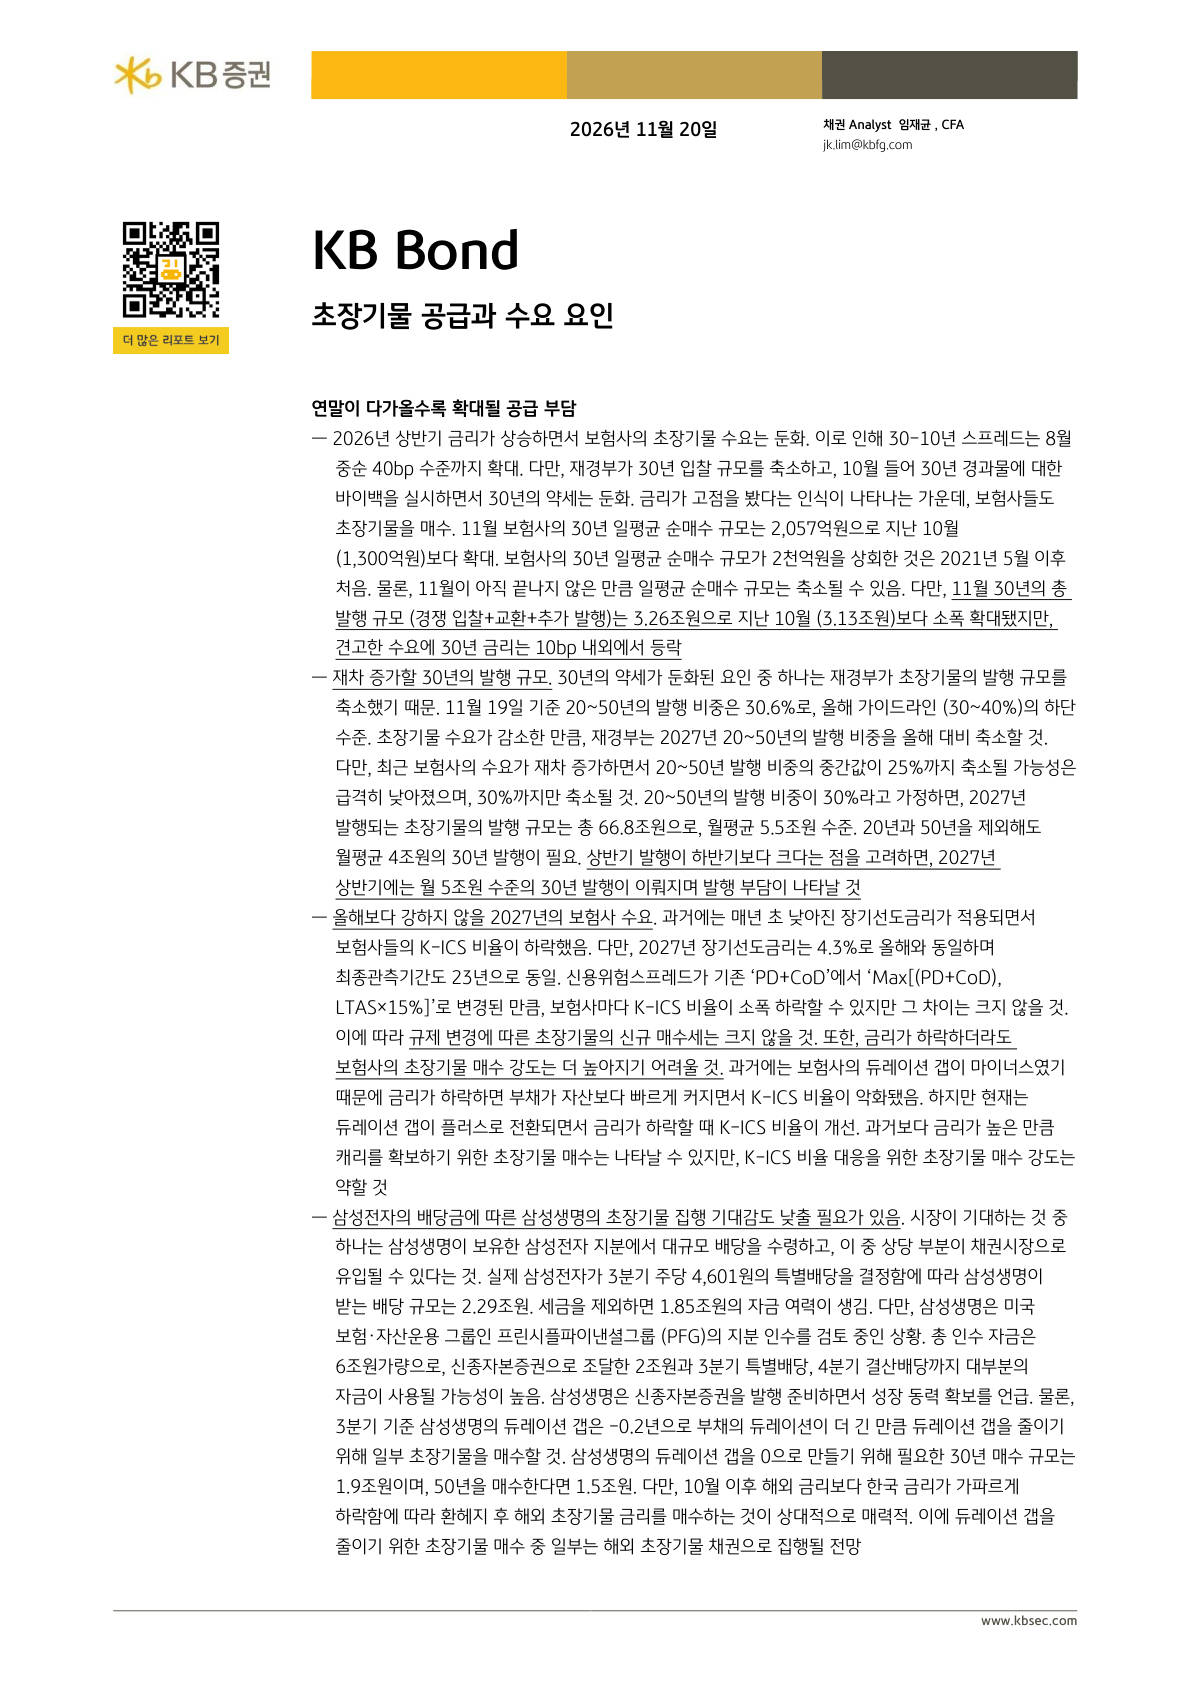 KB증권
2026년 11월 20일
채권 Analyst 임재균 , CFA
jk.lim@kbfg.com
더 많은 리포트 보기
KB Bond
초장기물 공급과 수요 요인
연말이 다가올수록 확대될 공급 부담
— 2026년 상반기 금리가 상승하면서 보험사의 초장기물 수요는 둔화. 이로 인해 30-10년 스프레드는 8월
중순 40bp 수준까지 확대. 다만, 재경부가 30년 입찰 규모를 축소하고, 10월 들어 30년 경과물에 대한
바이백을 실시하면서 30년의 약세는 둔화. 금리가 고점을 봤다는 인식이 나타나는 가운데, 보험사들도
초장기물을 매수. 11월 보험사의 30년 일평균 순매수 규모는 2,057억원으로 지난 10월
(1,300억원)보다 확대. 보험사의 30년 일평균 순매수 규모가 2천억원을 상회한 것은 2021년 5월 이후
처음. 물론, 11월이 아직 끝나지 않은 만큼 일평균 순매수 규모는 축소될 수 있음. 다만, 11월 30년의 총
발행 규모 (경쟁 입찰+교환+추가 발행)는 3.26조원으로 지난 10월 (3.13조원)보다 소폭 확대됐지만,
견고한 수요에 30년 금리는 10bp 내외에서 등락
— 재차 증가할 30년의 발행 규모. 30년의 약세가 둔화된 요인 중 하나는 재경부가 초장기물의 발행 규모를
축소했기 때문. 11월 19일 기준 20~50년의 발행 비중은 30.6%로, 올해 가이드라인 (30~40%)의 하단
수준. 초장기물 수요가 감소한 만큼, 재경부는 2027년 20~50년의 발행 비중을 올해 대비 축소할 것.
다만, 최근 보험사의 수요가 재차 증가하면서 20~50년 발행 비중의 중간값이 25%까지 축소될 가능성은
급격히 낮아졌으며, 30%까지만 축소될 것. 20~50년의 발행 비중이 30%라고 가정하면, 2027년
발행되는 초장기물의 발행 규모는 총 66.8조원으로, 월평균 5.5조원 수준. 20년과 50년을 제외해도
월평균 4조원의 30년 발행이 필요. 상반기 발행이 하반기보다 크다는 점을 고려하면, 2027년
상반기에는 월 5조원 수준의 30년 발행이 이뤄지며 발행 부담이 나타날 것
— 올해보다 강하지 않을 2027년의 보험사 수요. 과거에는 매년 초 낮아진 장기선도금리가 적용되면서
보험사들의 K-ICS 비율이 하락했음. 다만, 2027년 장기선도금리는 4.3%로 올해와 동일하며
최종관측기간도 23년으로 동일. 신용위험스프레드가 기존 ‘PD+CoD’에서 ‘Max[(PD+CoD),
LTAS×15%]’로 변경된 만큼, 보험사마다 K-ICS 비율이 소폭 하락할 수 있지만 그 차이는 크지 않을 것.
이에 따라 규제 변경에 따른 초장기물의 신규 매수세는 크지 않을 것. 또한, 금리가 하락하더라도
보험사의 초장기물 매수 강도는 더 높아지기 어려울 것. 과거에는 보험사의 듀레이션 갭이 마이너스였기
때문에 금리가 하락하면 부채가 자산보다 빠르게 커지면서 K-ICS 비율이 악화됐음. 하지만 현재는
듀레이션 갭이 플러스로 전환되면서 금리가 하락할 때 K-ICS 비율이 개선. 과거보다 금리가 높은 만큼
캐리를 확보하기 위한 초장기물 매수는 나타날 수 있지만, K-ICS 비율 대응을 위한 초장기물 매수 강도는
약할 것
— 삼성전자의 배당금에 따른 삼성생명의 초장기물 집행 기대감도 낮출 필요가 있음. 시장이 기대하는 것 중
하나는 삼성생명이 보유한 삼성전자 지분에서 대규모 배당을 수령하고, 이 중 상당 부분이 채권시장으로
유입될 수 있다는 것. 실제 삼성전자가 3분기 주당 4,601원의 특별배당을 결정함에 따라 삼성생명이
받는 배당 규모는 2.29조원. 세금을 제외하면 1.85조원의 자금 여력이 생김. 다만, 삼성생명은 미국
보험·자산운용 그룹인 프린시플파이낸셜그룹 (PFG)의 지분 인수를 검토 중인 상황. 총 인수 자금은
6조원가량으로, 신종자본증권으로 조달한 2조원과 3분기 특별배당, 4분기 결산배당까지 대부분의
자금이 사용될 가능성이 높음. 삼성생명은 신종자본증권을 발행 준비하면서 성장 동력 확보를 언급. 물론,
3분기 기준 삼성생명의 듀레이션 갭은 -0.2년으로 부채의 듀레이션이 더 긴 만큼 듀레이션 갭을 줄이기
위해 일부 초장기물을 매수할 것. 삼성생명의 듀레이션 갭을 0으로 만들기 위해 필요한 30년 매수 규모는
1.9조원이며, 50년을 매수한다면 1.5조원. 다만, 10월 이후 해외 금리보다 한국 금리가 가파르게
하락함에 따라 환헤지 후 해외 초장기물 금리를 매수하는 것이 상대적으로 매력적. 이에 듀레이션 갭을
줄이기 위한 초장기물 매수 중 일부는 해외 초장기물 채권으로 집행될 전망
www.kbsec.com